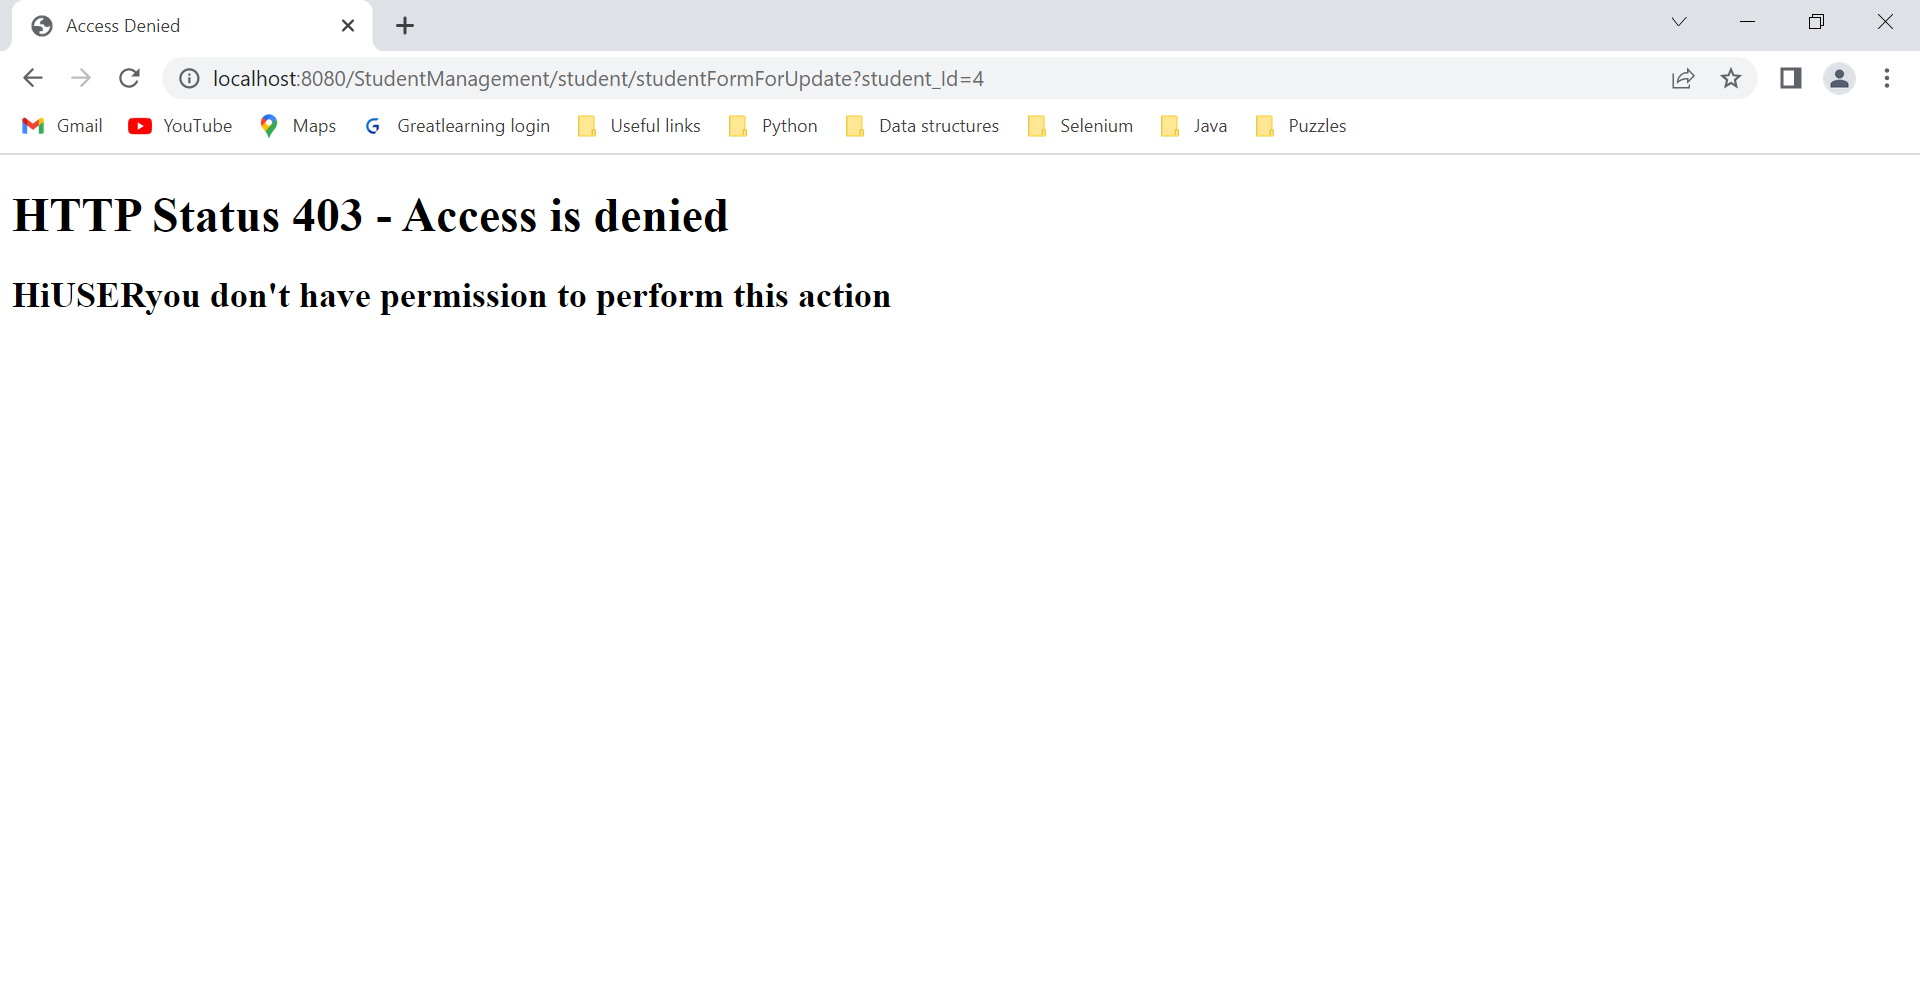 Access Denied
localhost:8080/StudentManagement/student/studentFormForUpdate?student_Id=4
Gmail YouTube Maps Greatlearning login Useful links Python Data structures Selenium Java Puzzles
HTTP Status 403 - Access is denied
HiUSERyou don't have permission to perform this action